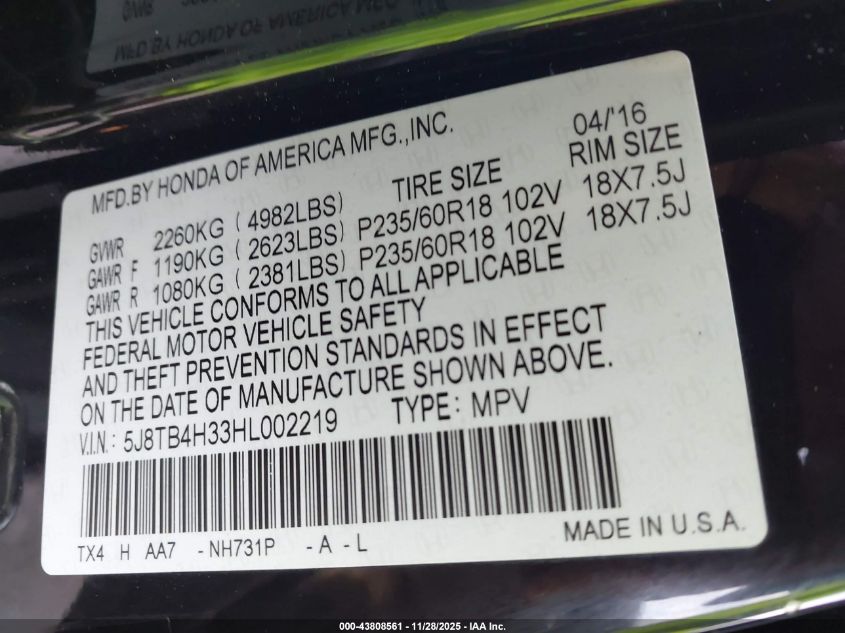 MFD.BY HONDA OF AMERICA MFG.,INC. 04/'16
TIRE SIZE RIM SIZE
GVWR 2260KG ( 4982LBS)
GAWR F 1190KG ( 2623LBS) P235/60R18 102V 18X7.5J
GAWR R 1080KG ( 2381LBS) P235/60R18 102V 18X7.5J
THIS VEHICLE CONFORMS TO ALL APPLICABLE
FEDERAL MOTOR VEHICLE SAFETY
AND THEFT PREVENTION STANDARDS IN EFFECT
ON THE DATE OF MANUFACTURE SHOWN ABOVE.
V.I.N.: 5J8TB4H33HL002219 TYPE: MPV
TX4 H AA7 -NH731P -A -L MADE IN U.S.A.
000-43808561 - 11/28/2025 - IAA Inc.